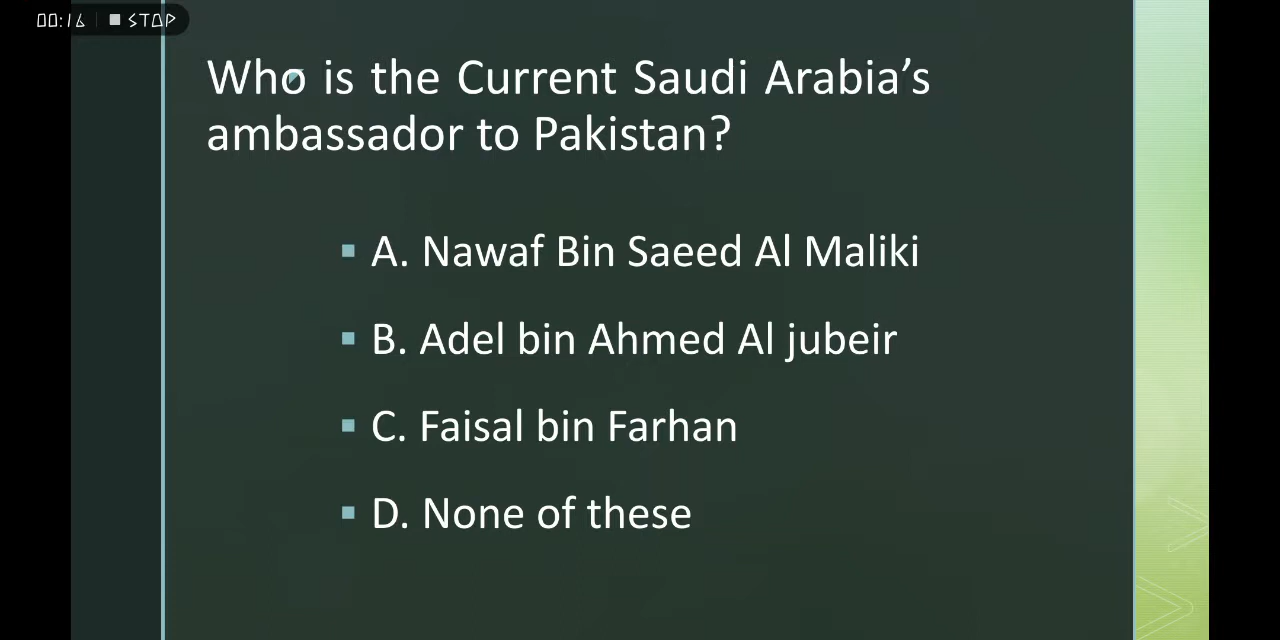 00:16 STOP
Who is the Current Saudi Arabia’s
ambassador to Pakistan?
A. Nawaf Bin Saeed Al Maliki
B. Adel bin Ahmed Al jubeir
C. Faisal bin Farhan
D. None of these